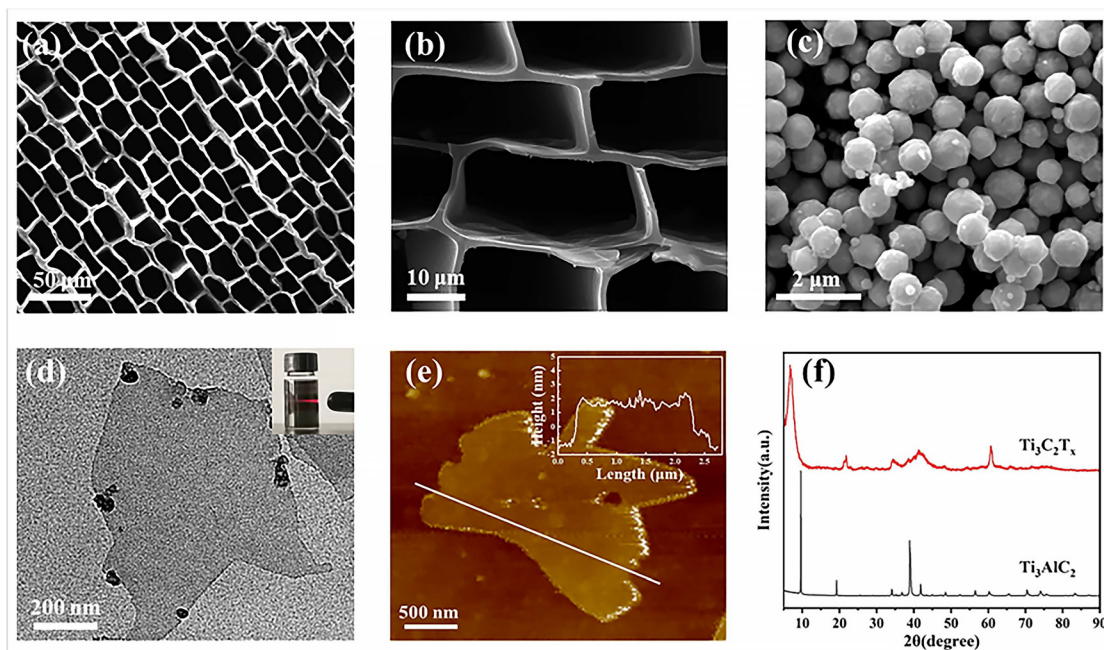 (a)
50 μm
(b)
10 μm
(c)
2 μm
(d)
200 nm
(e)
500 nm
Height (nm)
5
4
3
2
1
0
-1
-2
0.0 0.5 1.0 1.5 2.0 2.5
Length (μm)
(f)
Intensity(a.u.)
Ti₃C₂Tₓ
Ti₃AlC₂
10 20 30 40 50 60 70 80 90
2θ(degree)